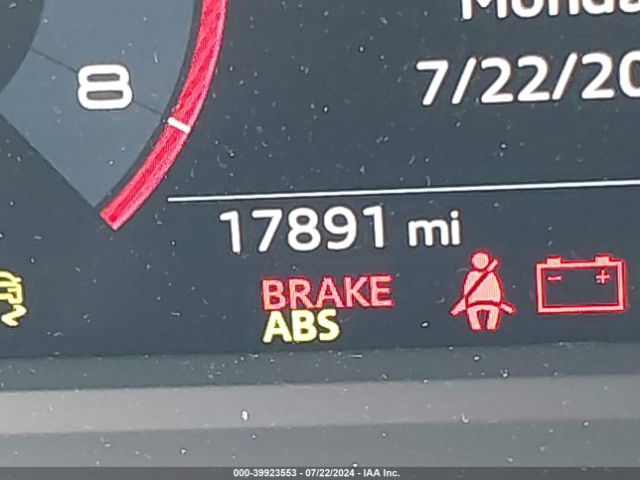 7/22/20
8
17891 mi
BRAKE
ABS
- +
000-39923553 - 07/22/2024 - IAA Inc.